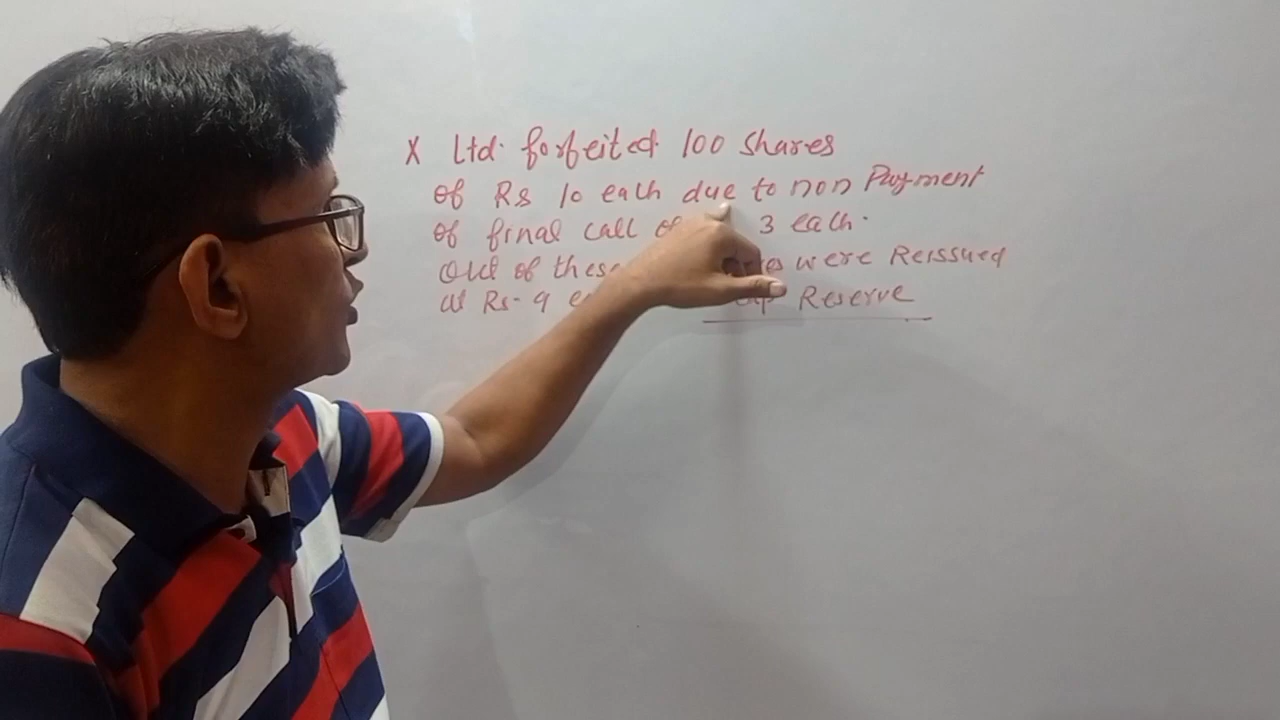 X Ltd. forfeited 100 shares
of Rs 10 each due to non Payment
of final call of 3 each.
Out of these were Reissued
at Rs. 9 Reserve